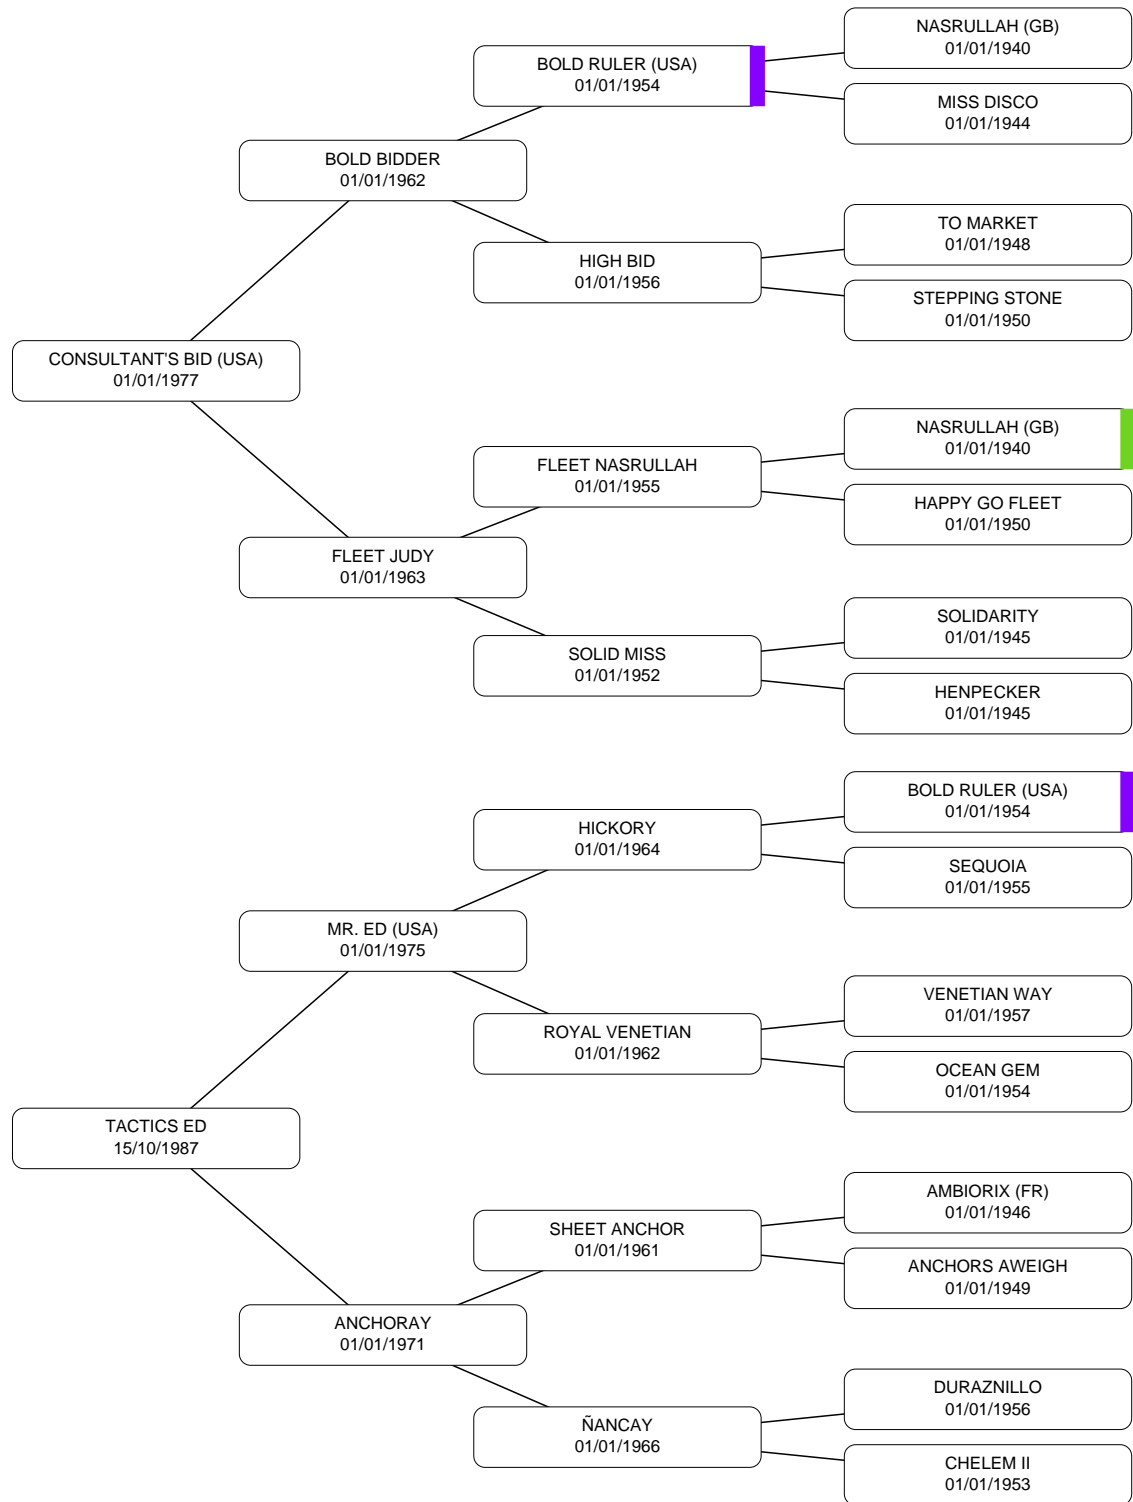 NASRULLAH (GB)
01/01/1940
BOLD RULER (USA)
01/01/1954
MISS DISCO
01/01/1944
BOLD BIDDER
01/01/1962
TO MARKET
01/01/1948
HIGH BID
01/01/1956
STEPPING STONE
01/01/1950
CONSULTANT'S BID (USA)
01/01/1977
NASRULLAH (GB)
01/01/1940
FLEET NASRULLAH
01/01/1955
HAPPY GO FLEET
01/01/1950
FLEET JUDY
01/01/1963
SOLIDARITY
01/01/1945
SOLID MISS
01/01/1952
HENPECKER
01/01/1945
BOLD RULER (USA)
01/01/1954
HICKORY
01/01/1964
SEQUOIA
01/01/1955
MR. ED (USA)
01/01/1975
VENETIAN WAY
01/01/1957
ROYAL VENETIAN
01/01/1962
OCEAN GEM
01/01/1954
TACTICS ED
15/10/1987
AMBIORIX (FR)
01/01/1946
SHEET ANCHOR
01/01/1961
ANCHORS AWEIGH
01/01/1949
ANCHORAY
01/01/1971
DURAZNILLO
01/01/1956
ÑANCAY
01/01/1966
CHELEM II
01/01/1953